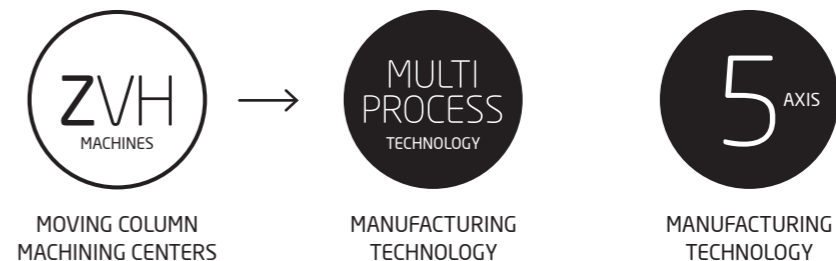 ZVH
MACHINES
MOVING COLUMN
MACHINING CENTERS
MULTI
PROCESS
TECHNOLOGY
MANUFACTURING
TECHNOLOGY
5 AXIS
MANUFACTURING
TECHNOLOGY